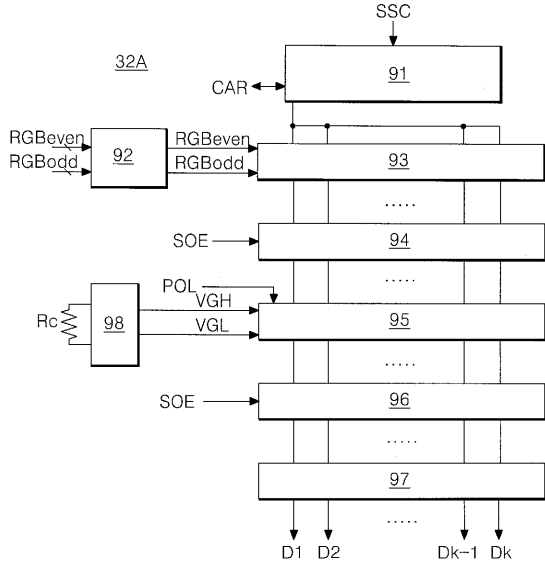 SSC
32A
91
CAR
RGBeven
RGBodd
92
RGBeven
RGBodd
93
.....
SOE
94
.....
POL
VGH
VGL
Rc
98
95
.....
SOE
96
.....
97
.....
D1 D2 Dk-1 Dk